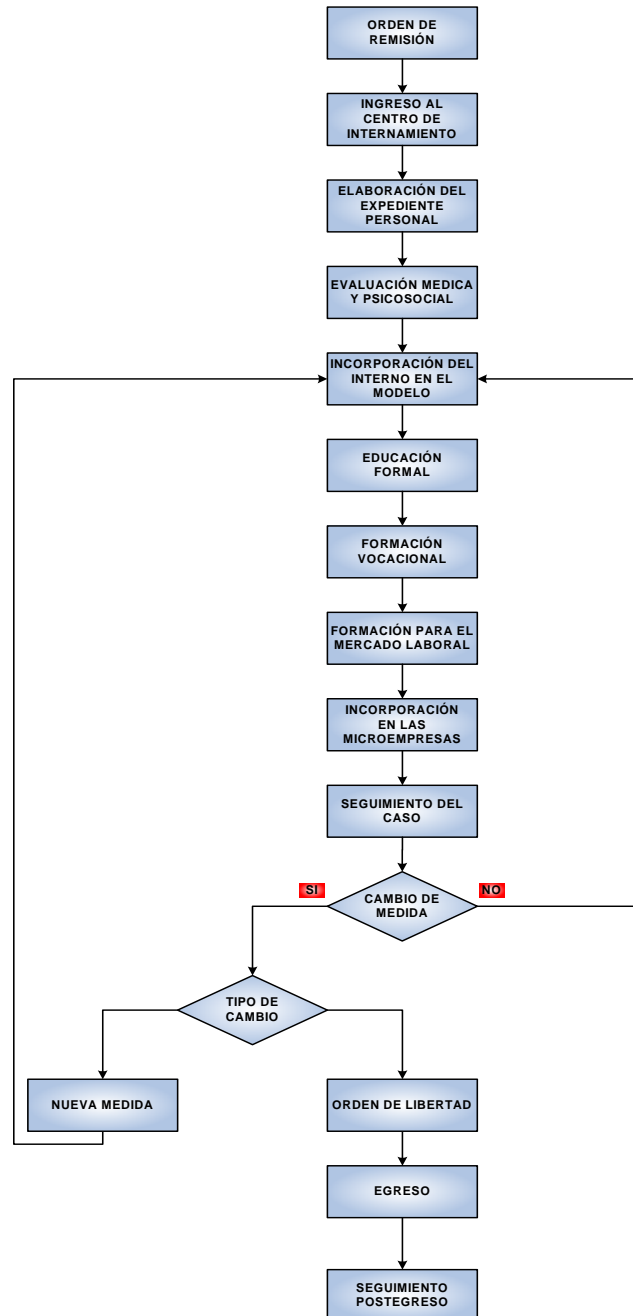 ORDEN DE
REMISIÓN
INGRESO AL
CENTRO DE
INTERNAMIENTO
ELABORACIÓN DEL
EXPEDIENTE
PERSONAL
EVALUACIÓN MEDICA
Y PSICOSOCIAL
INCORPORACIÓN DEL
INTERNO EN EL
MODELO
EDUCACIÓN
FORMAL
FORMACIÓN
VOCACIONAL
FORMACIÓN PARA EL
MERCADO LABORAL
INCORPORACIÓN
EN LAS
MICROEMPRESAS
SEGUIMIENTO DEL
CASO
SI
NO
CAMBIO DE
MEDIDA
TIPO DE
CAMBIO
NUEVA MEDIDA
ORDEN DE LIBERTAD
EGRESO
SEGUIMIENTO
POSTEGRESO